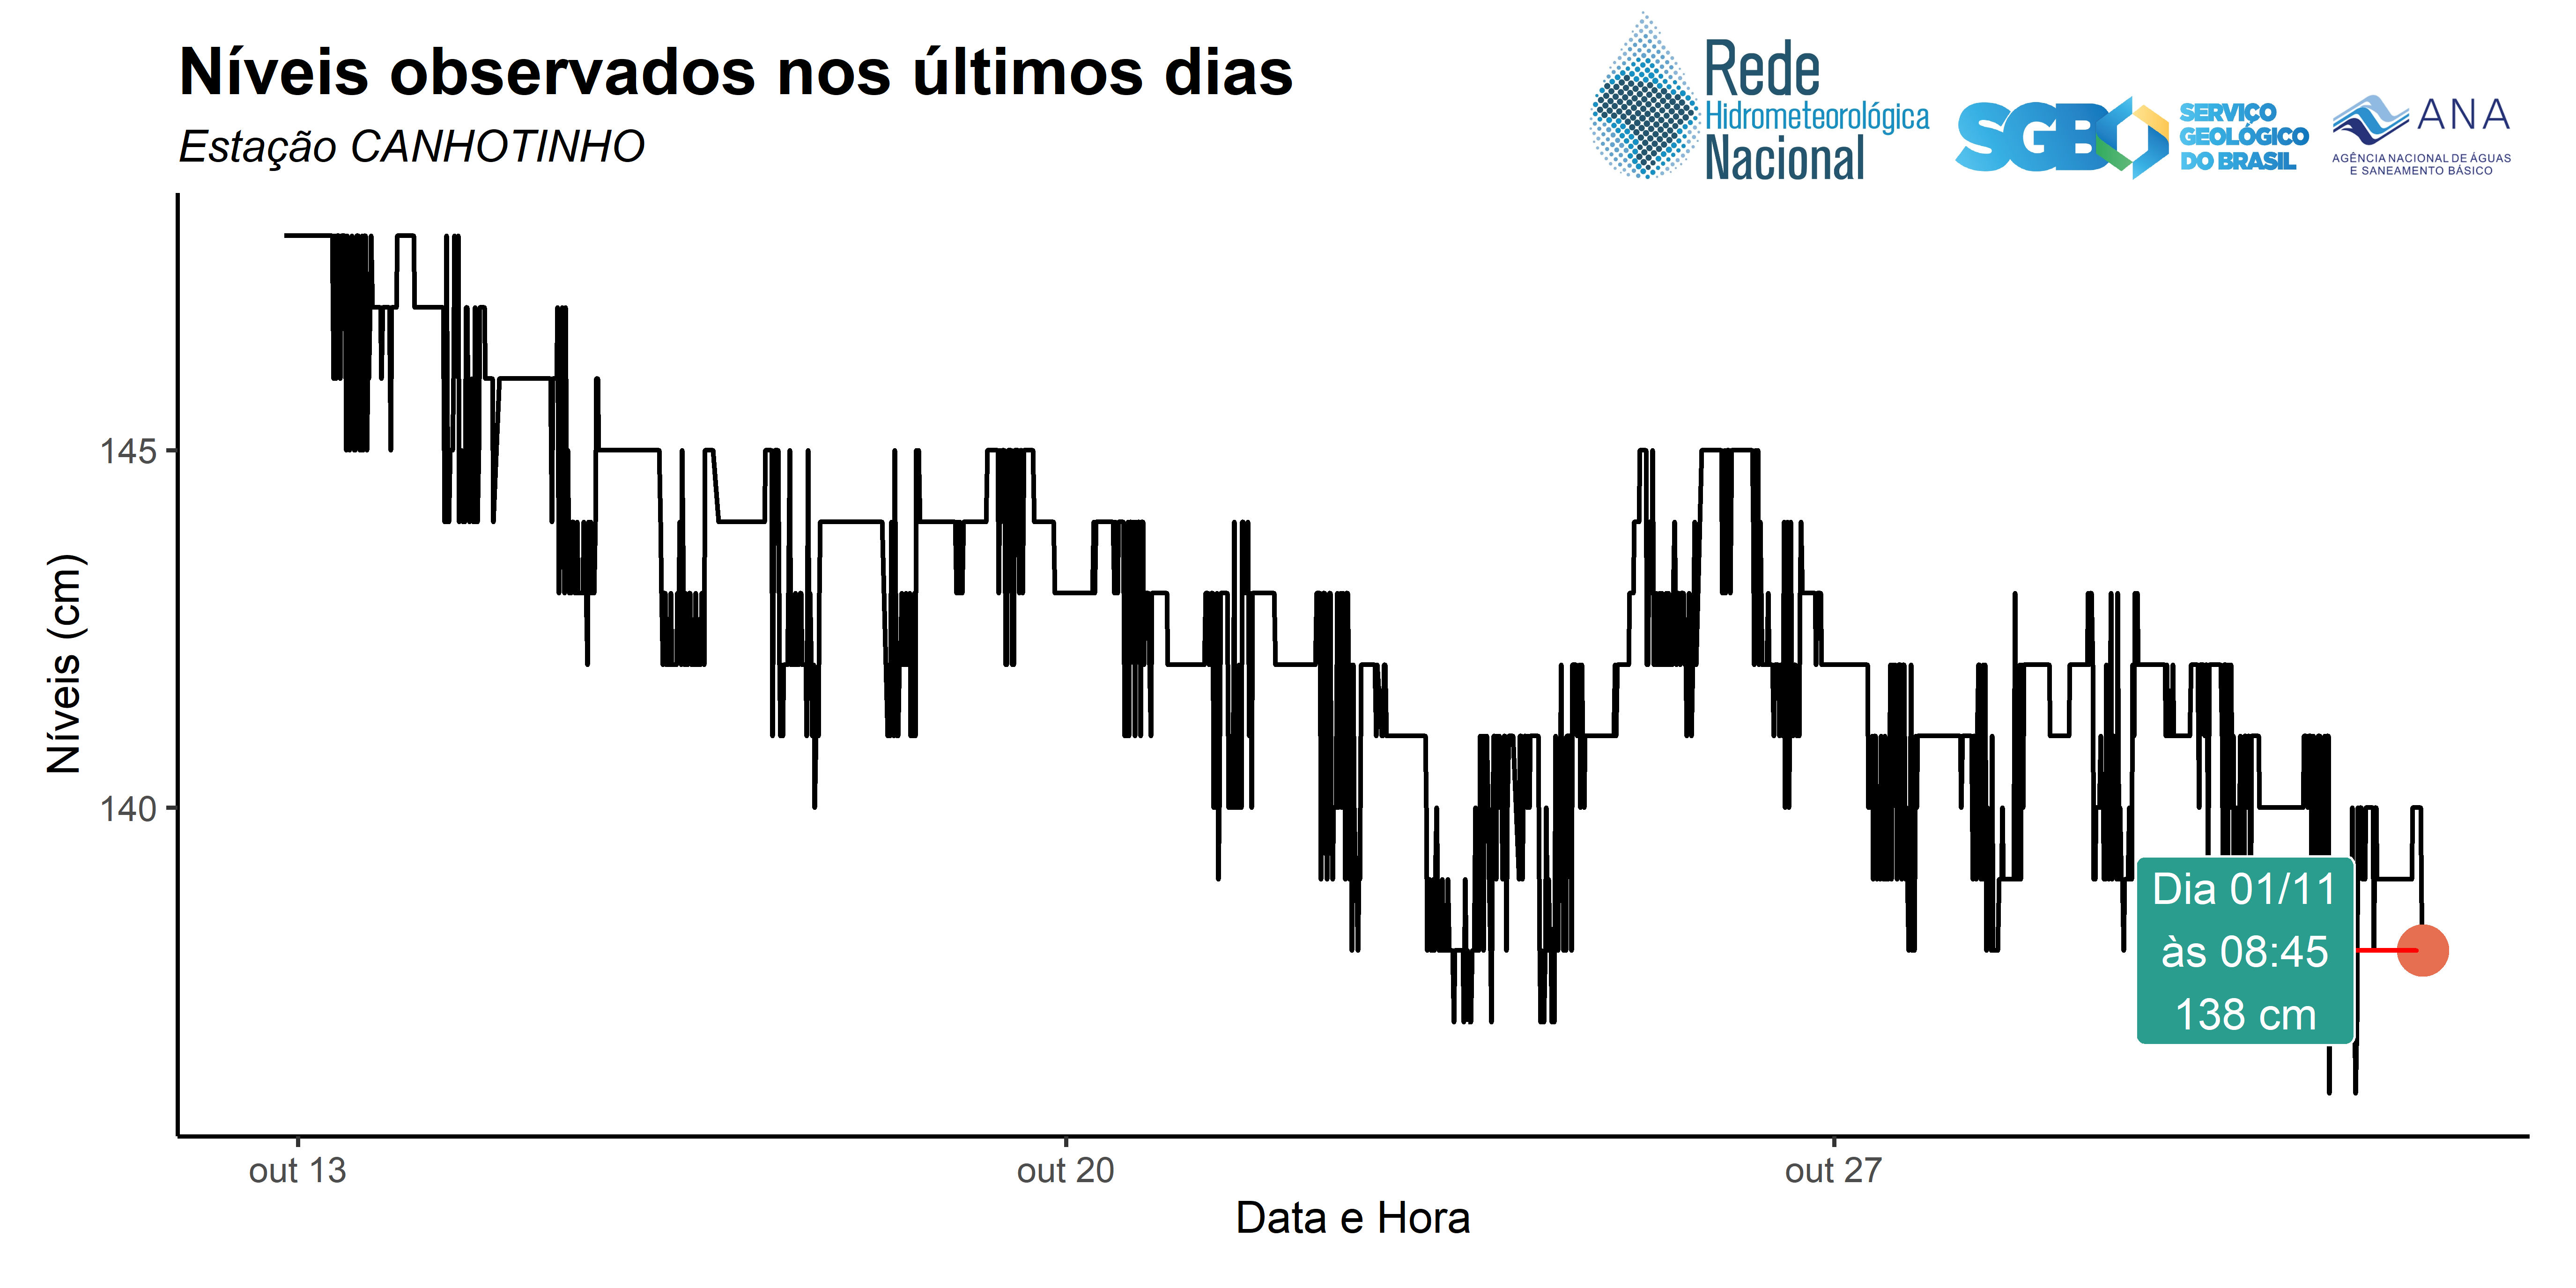 Níveis observados nos últimos dias
Estação CANHOTINHO
Rede
Hidrometeorológica
Nacional
SGB
SERVIÇO
GEOLÓGICO
DO BRASIL
ANA
AGÊNCIA NACIONAL DE ÁGUAS
E SANEAMENTO BÁSICO
Níveis (cm)
145
140
Dia 01/11
às 08:45
138 cm
out 13
out 20
out 27
Data e Hora